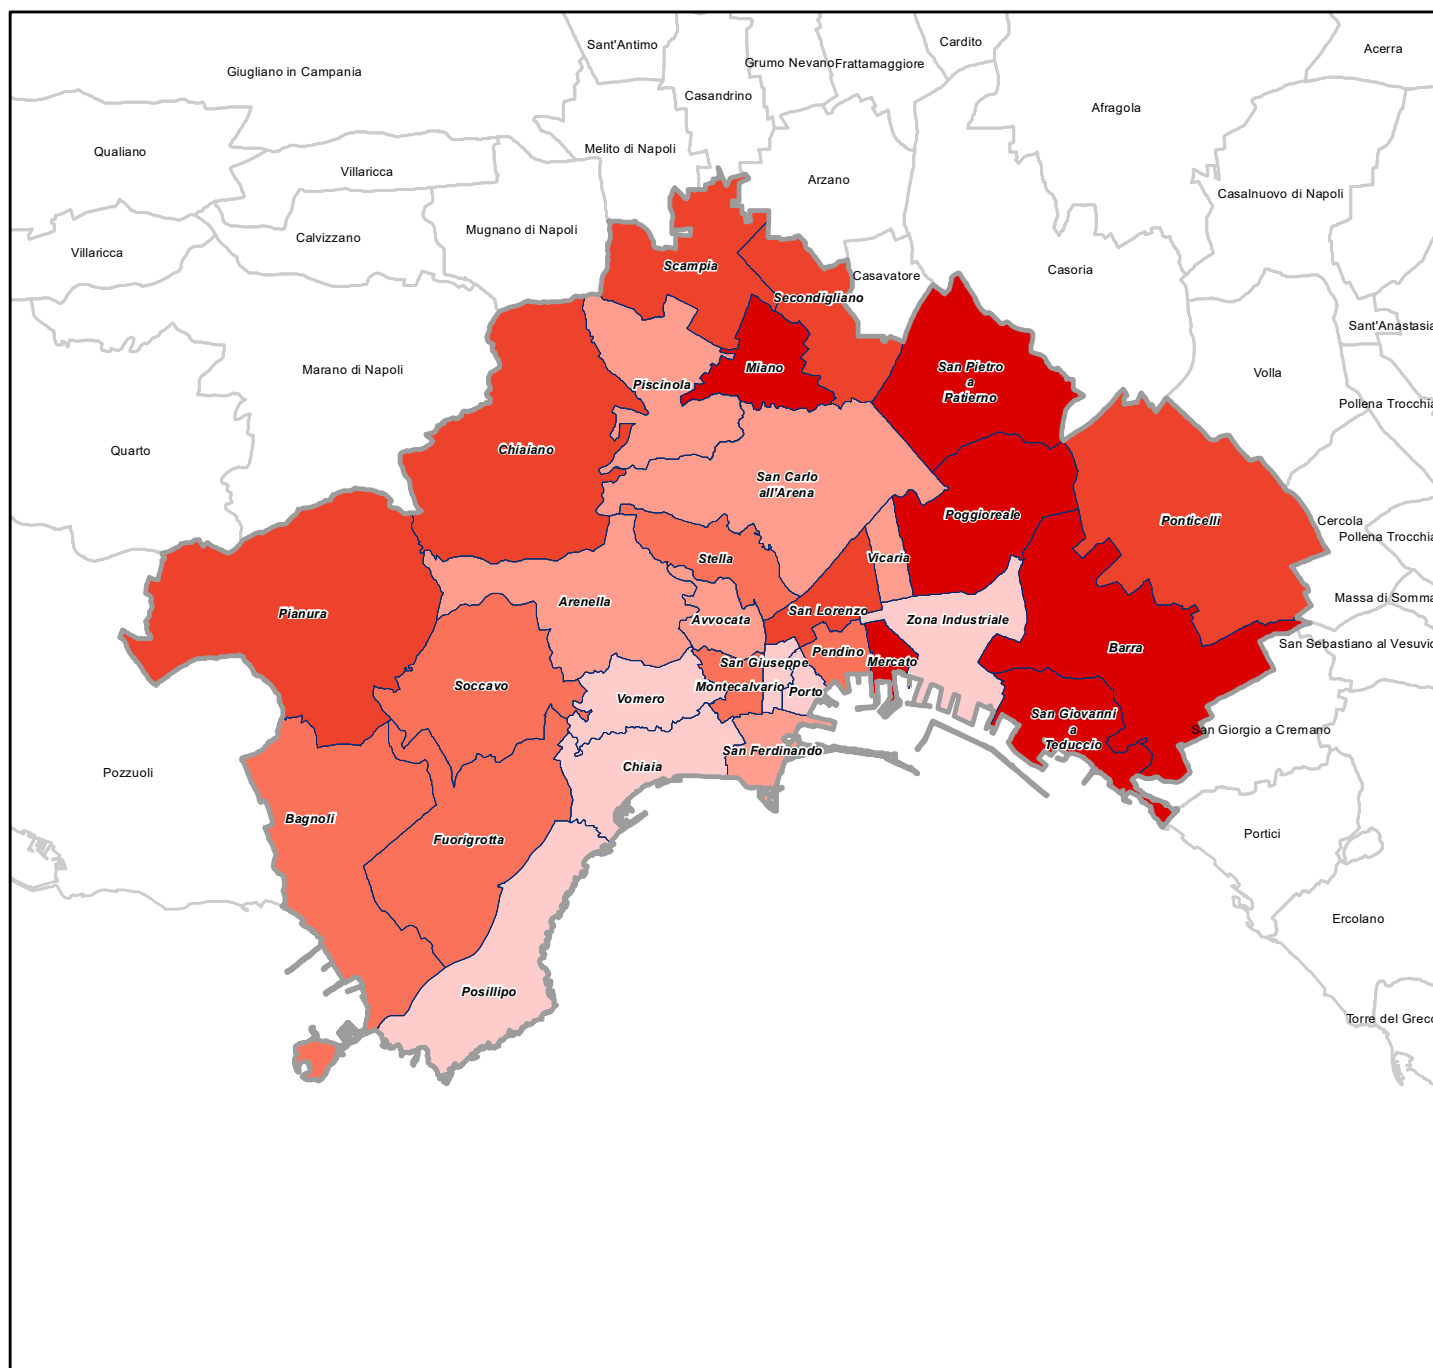 Sant'Antimo
Cardito
Acerra
Giugliano in Campania
Grumo Nevano
Frattamaggiore
Casandrino
Afragola
Qualiano
Melito di Napoli
Villaricca
Arzano
Casalnuovo di Napoli
Mugnano di Napoli
Calvizzano
Villaricca
Scampia
Casavatore
Casoria
Secondigliano
Sant'Anastasia
Marano di Napoli
Miano
San Pietro
a
Patierno
Volla
Piscinola
Pollena Trocchia
Quarto
Chiaiano
San Carlo
all'Arena
Poggioreale
Ponticelli
Cercola
Pollena Trocchia
Stella
Vicaria
Massa di Somma
Pianura
Arenella
Avvocata
San Lorenzo
Zona Industriale
Barra
San Sebastiano al Vesuvio
Pendino
Mercato
San Giuseppe
Soccavo
Montecalvario
Porto
Vomero
San Giovanni
a
Teduccio
San Giorgio a Cremano
San Ferdinando
Chiaia
Pozzuoli
Bagnoli
Fuorigrotta
Portici
Ercolano
Posillipo
Torre del Greco